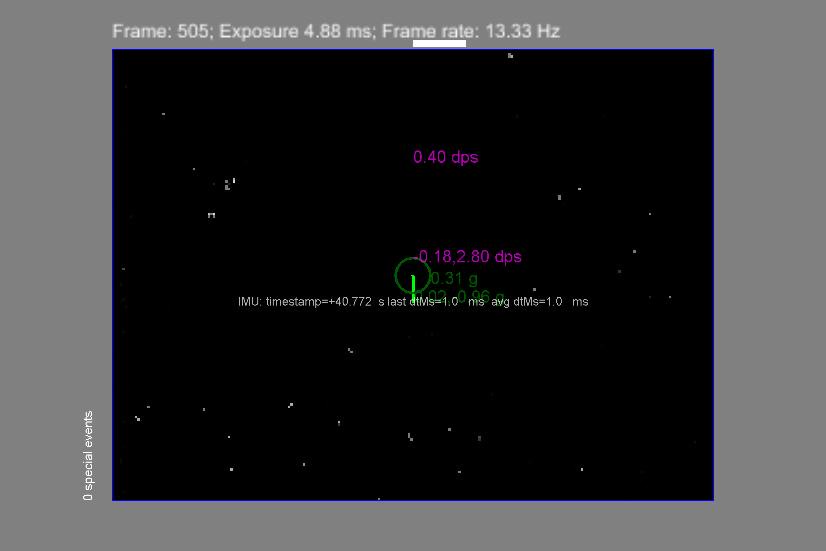 Frame: 505; Exposure 4.88 ms; Frame rate: 13.33 Hz
0.40 dps
-0.18,2.80 dps
0.31 g
IMU: timestamp=+40.772 s last dtMs=1.0 ms avg dtMs=1.0 ms
0 special events